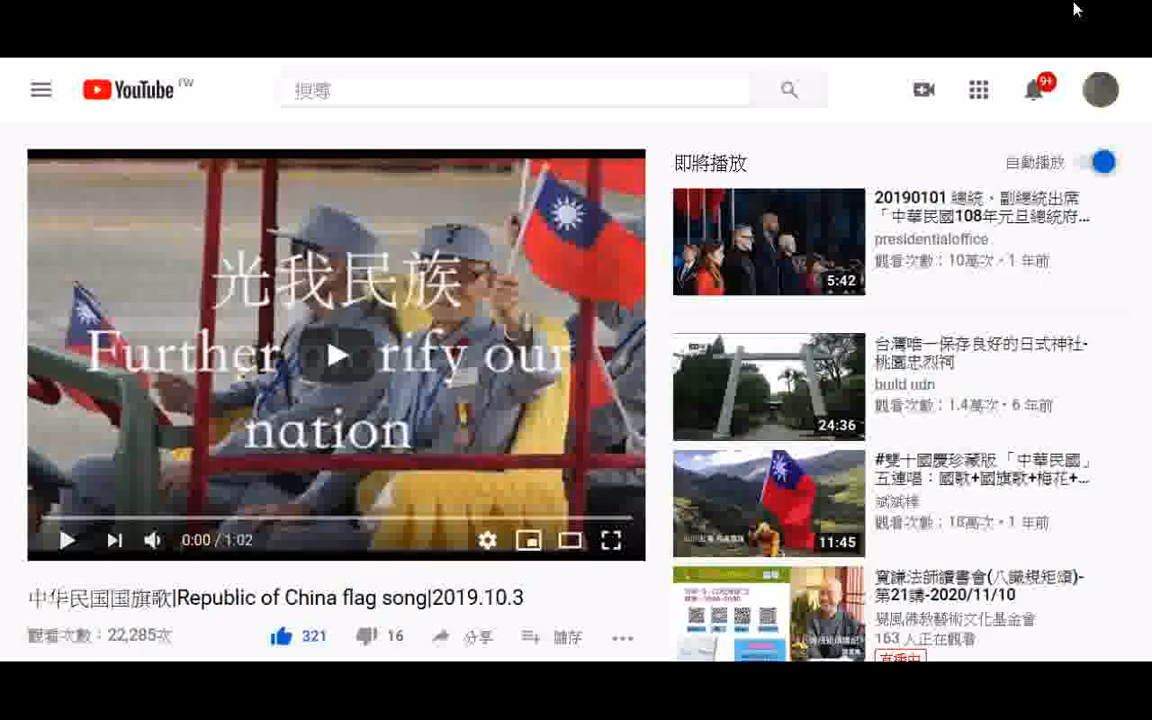 YouTube TW
搜尋
9+
光我民族
Further glorify our
nation
0:00 / 1:02
中华民国国旗歌|Republic of China flag song|2019.10.3
觀看次數：22,285次
321
16
分享
儲存
即將播放
自動播放
5:42
20190101 總統、副總統出席
「中華民國108年元旦總統府...
presidentialoffice
觀看次數：10萬次 · 1 年前
24:36
台灣唯一保存良好的日式神社-
桃園忠烈祠
build udn
觀看次數：1.4萬次 · 6 年前
11:45
#雙十國慶珍藏版「中華民國」
五連唱：國歌+國旗歌+梅花+...
斌斌棒
觀看次數：18萬次 · 1 年前
寬謙法師讀書會(八識規矩頌)-
第21講-2020/11/10
覺風佛教藝術文化基金會
163 人正在觀看
直播中